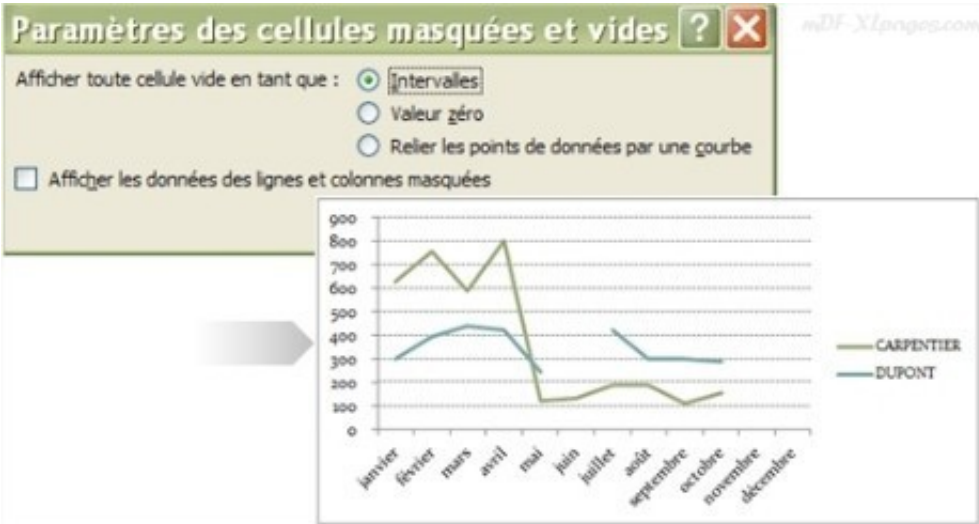 Paramètres des cellules masquées et vides
mDF-XLpages.com
Afficher toute cellule vide en tant que :
Intervalles
Valeur zéro
Relier les points de données par une courbe
Afficher les données des lignes et colonnes masquées
900
800
700
600
500
400
300
200
100
0
janvier
février
mars
avril
mai
juin
juillet
août
septembre
octobre
novembre
décembre
CARPENTIER
DUPONT